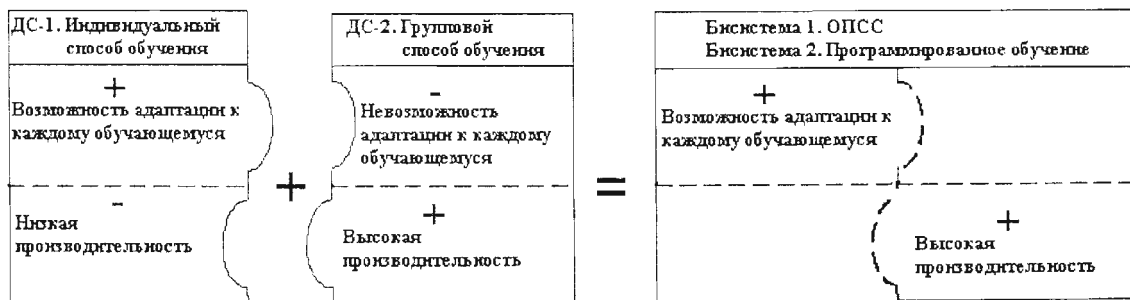 ДС-1. Индивидуальный
способ обучения
+
Возможность адаптации к
каждому обучающемуся
-
Низкая
производительность
+
ДС-2. Групповой
способ обучения
-
Невозможность
адаптации к каждому
обучающемуся
+
Высокая
производительность
=
Бисистема 1. ОПСС
Бисистема 2. Программированное обучение
+
Возможность адаптации к
каждому обучающемуся
+
Высокая
производительность